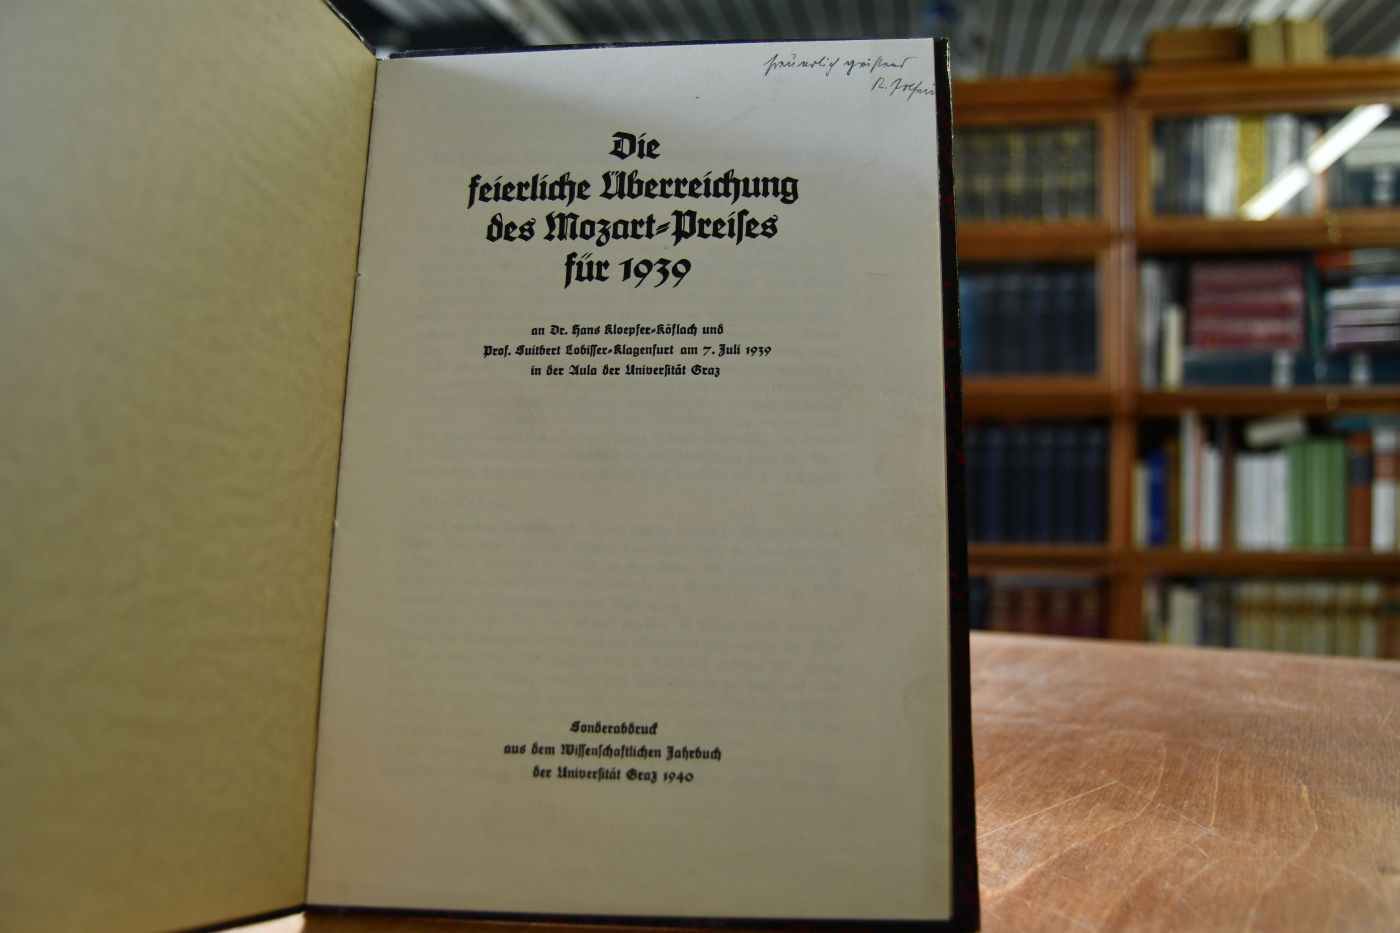 Die
feierliche Überreichung
des Mozart-Preises
für 1939
an Dr. Hans Kloepfer-Köflach und
Prof. Suitbert Lobisser-Klagenfurt am 7. Juli 1939
in der Aula der Universität Graz
Sonderabdruck
aus dem Wissenschaftlichen Jahrbuch
der Universität Graz 1940